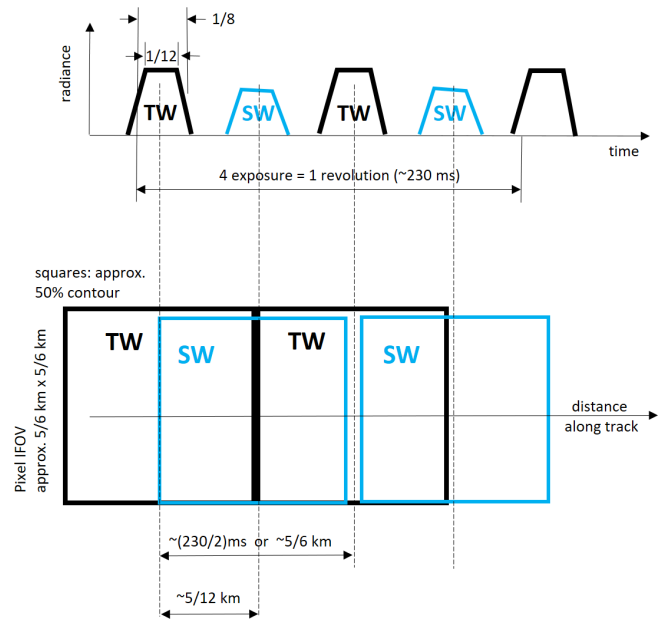 1/8
1/12
radiance
TW
SW
TW
SW
time
4 exposure = 1 revolution (~230 ms)
squares: approx.
50% contour
TW
SW
TW
SW
Pixel IFOV
approx. 5/6 km x 5/6 km
distance
along track
~(230/2)ms or ~5/6 km
~5/12 km